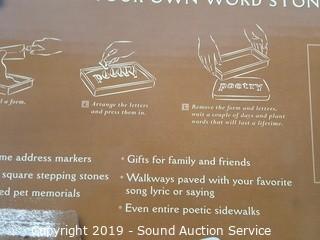 OUR OWN WORD STON
poetry
poetry
a form.
C Arrange the letters
and press them in.
Remove the form and letters,
wait a couple of days and plant
words that will last a lifetime.
me address markers
square stepping stones
ed pet memorials
• Gifts for family and friends
• Walkways paved with your favorite
song lyric or saying
• Even entire poetic sidewalks
Copyright 2019 - Sound Auction Service